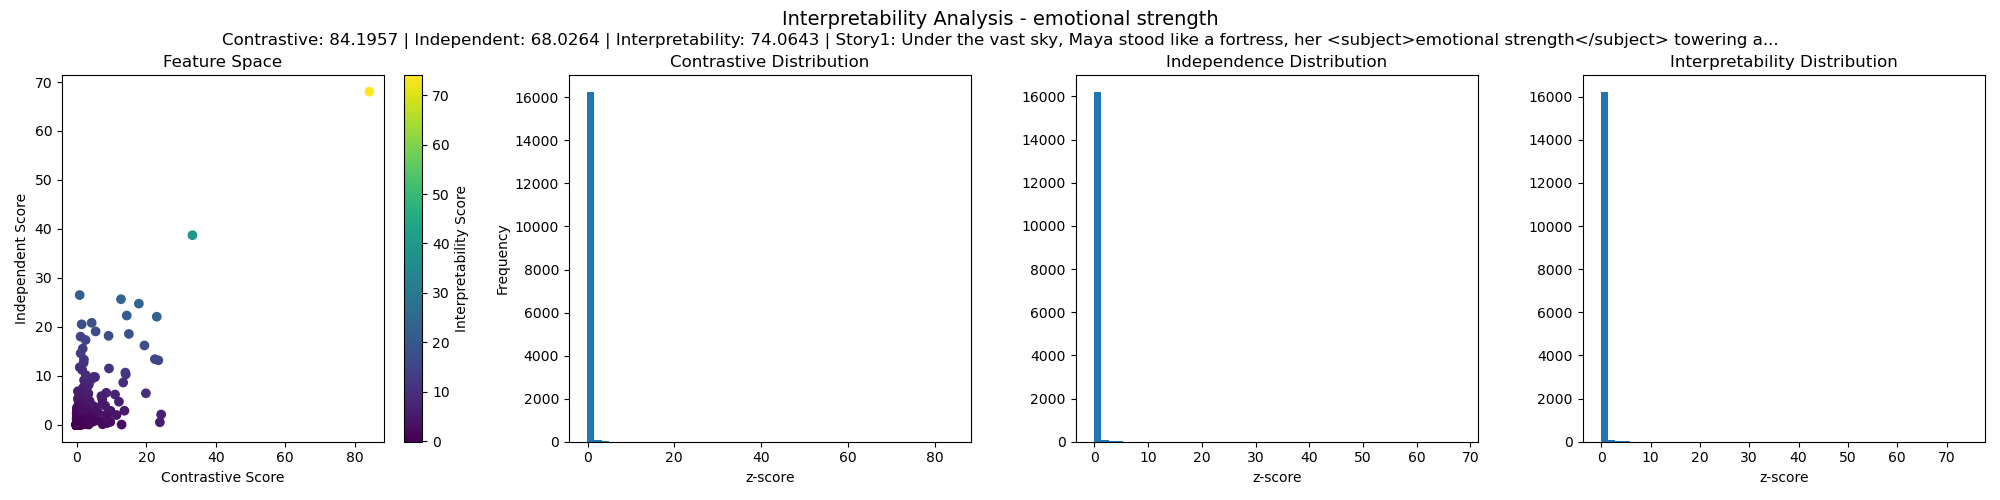 Interpretability Analysis - emotional strength
Contrastive: 84.1957 | Independent: 68.0264 | Interpretability: 74.0643 | Story1: Under the vast sky, Maya stood like a fortress, her <subject>emotional strength</subject> towering a...
Feature Space
70
60
50
40
30
20
10
0
Independent Score
0 20 40 60 80
Contrastive Score
70
60
50
40
30
20
10
0
Interpretability Score
Contrastive Distribution
16000
14000
12000
10000
8000
6000
4000
2000
0
Frequency
0 20 40 60 80
z-score
Independence Distribution
16000
14000
12000
10000
8000
6000
4000
2000
0
0 10 20 30 40 50 60 70
z-score
Interpretability Distribution
16000
14000
12000
10000
8000
6000
4000
2000
0
0 10 20 30 40 50 60 70
z-score